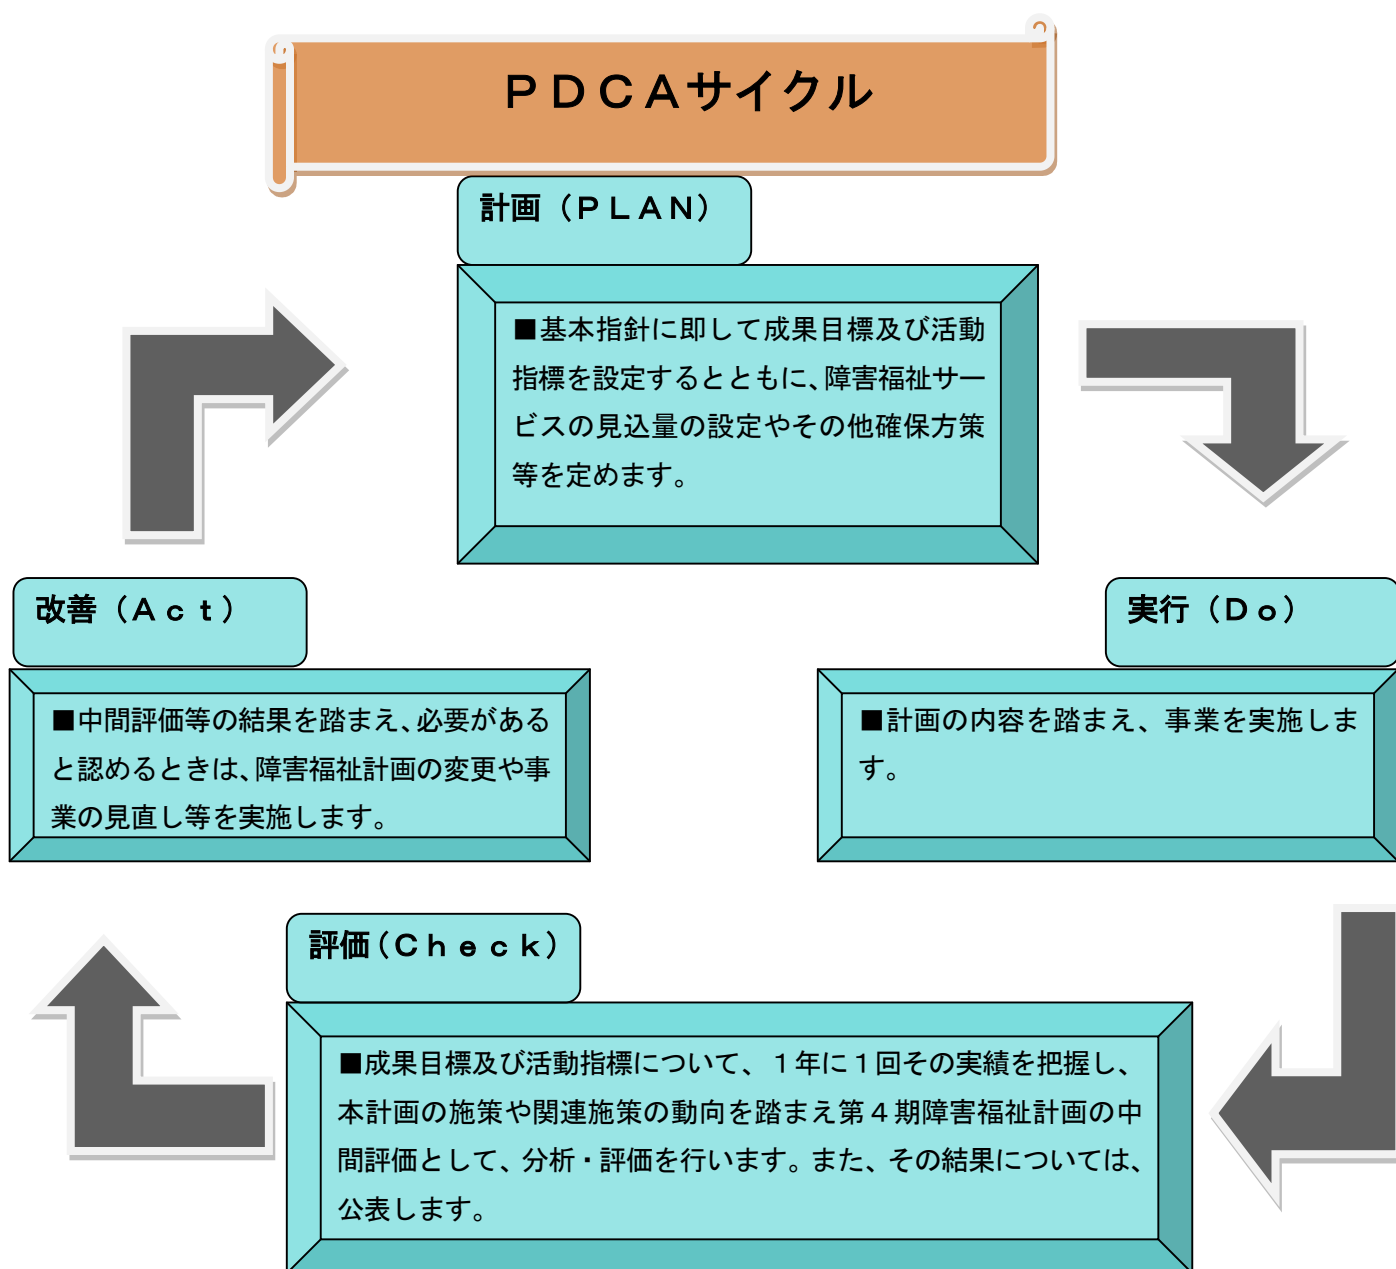 ＰＤＣＡサイクル
計画（ＰＬＡＮ）
■基本指針に即して成果目標及び活動
指標を設定するとともに、障害福祉サー
ビスの見込量の設定やその他確保方策
等を定めます。
改善（Ａｃｔ）
実行（Ｄｏ）
■中間評価等の結果を踏まえ、必要がある
と認めるときは、障害福祉計画の変更や事
業の見直し等を実施します。
■計画の内容を踏まえ、事業を実施しま
す。
評価（Ｃｈｅｃｋ）
■成果目標及び活動指標について、１年に１回その実績を把握し、
本計画の施策や関連施策の動向を踏まえ第４期障害福祉計画の中
間評価として、分析・評価を行います。また、その結果については、
公表します。